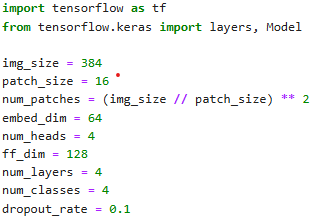 import tensorflow as tf
from tensorflow.keras import layers, Model
img_size = 384
patch_size = 16
num_patches = (img_size // patch_size) ** 2
embed_dim = 64
num_heads = 4
ff_dim = 128
num_layers = 4
num_classes = 4
dropout_rate = 0.1